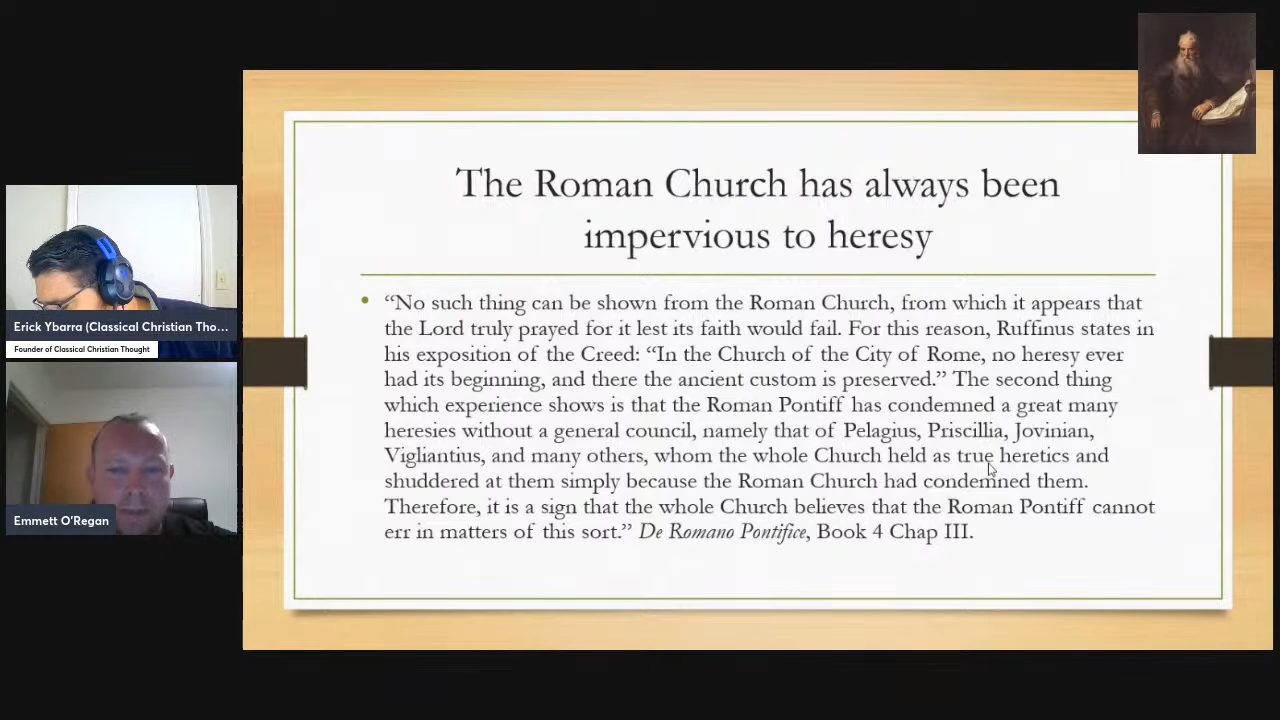 The Roman Church has always been
impervious to heresy
• “No such thing can be shown from the Roman Church, from which it appears that
the Lord truly prayed for it lest its faith would fail. For this reason, Ruffinus states in
his exposition of the Creed: “In the Church of the City of Rome, no heresy ever
had its beginning, and there the ancient custom is preserved.” The second thing
which experience shows is that the Roman Pontiff has condemned a great many
heresies without a general council, namely that of Pelagius, Priscillia, Jovinian,
Vigliantius, and many others, whom the whole Church held as true heretics and
shuddered at them simply because the Roman Church had condemned them.
Therefore, it is a sign that the whole Church believes that the Roman Pontiff cannot
err in matters of this sort.” De Romano Pontifice, Book 4 Chap III.
Erick Ybarra (Classical Christian Tho...
Founder of Classical Christian Thought
Emmett O'Regan